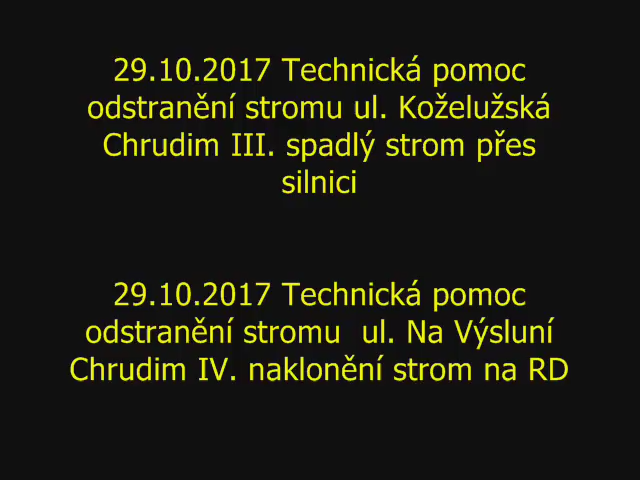 29.10.2017 Technická pomoc
odstranění stromu ul. Koželužská
Chrudim III. spadlý strom přes
silnici
29.10.2017 Technická pomoc
odstranění stromu  ul. Na Výsluní
Chrudim IV. naklonění strom na RD